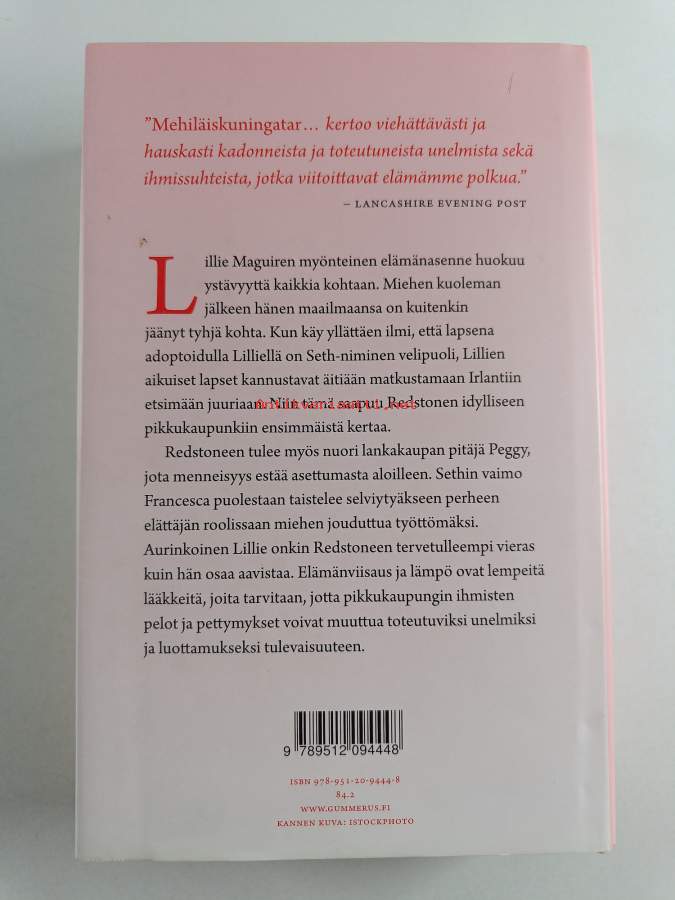 ”Mehiläiskuningatar… kertoo viehättävästi ja
hauskasti kadonneista ja toteutuneista unelmista sekä
ihmissuhteista, jotka viitoittavat elämämme polkua.”
– LANCASHIRE EVENING POST
Lillie Maguiren myönteinen elämänasenne huokuu
ystävyyttä kaikkia kohtaan. Miehen kuoleman
jälkeen hänen maailmaansa on kuitenkin
jäänyt tyhjä kohta. Kun käy yllättäen ilmi, että lapsena
adoptoidulla Lilliellä on Seth-niminen velipuoli, Lillien
aikuiset lapset kannustavat äitiään matkustamaan Irlantiin
etsimään juuriaan. Niin tämä saapuu Redstonen idylliseen
pikkukaupunkiin ensimmäistä kertaa.
Redstoneen tulee myös nuori lankakaupan pitäjä Peggy,
jota menneisyys estää asettumasta aloilleen. Sethin vaimo
Francesca puolestaan taistelee selviytyäkseen perheen
elättäjän roolissaan miehen jouduttua työttömäksi.
Aurinkoinen Lillie onkin Redstoneen tervetulleempi vieras
kuin hän osaa aavistaa. Elämänviisaus ja lämpö ovat lempeitä
lääkkeitä, joita tarvitaan, jotta pikkukaupungin ihmisten
pelot ja pettymykset voivat muuttua toteutuviksi unelmiksi
ja luottamukseksi tulevaisuuteen.
9 789512 094448
ISBN 978-951-20-9444-8
84.2
WWW.GUMMERUS.FI
KANNEN KUVA: ISTOCKPHOTO